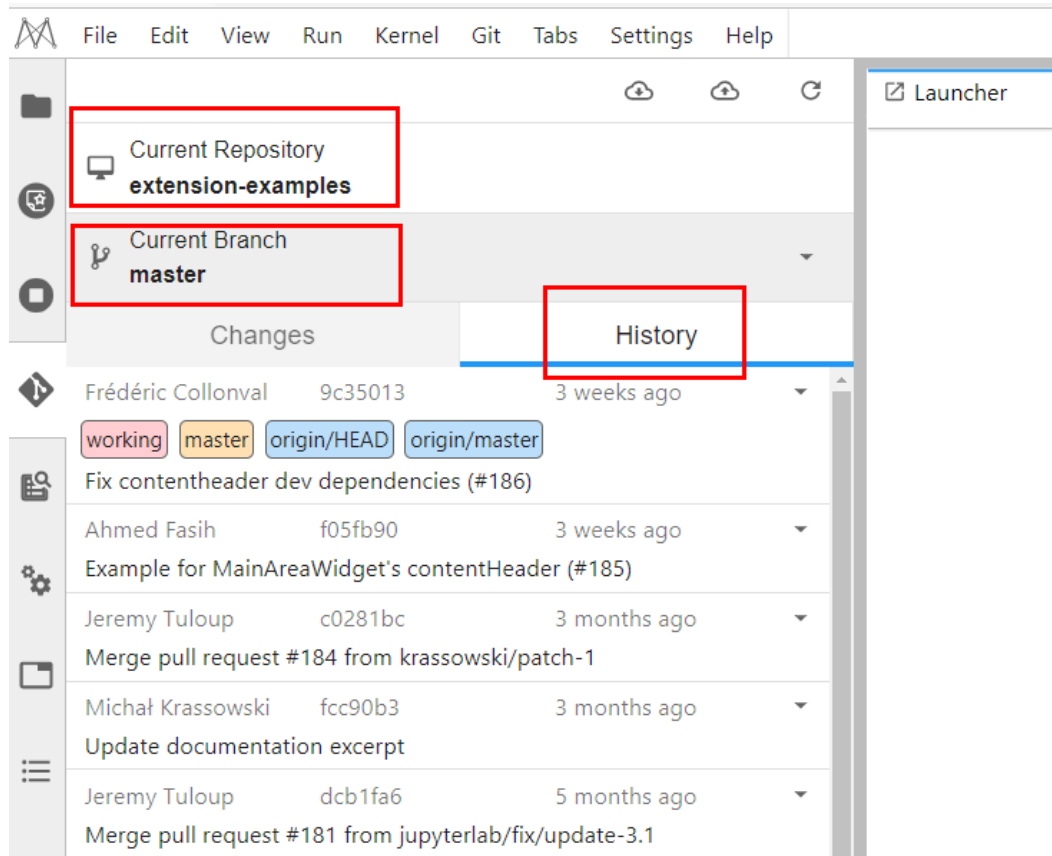 File Edit View Run Kernel Git Tabs Settings Help
Launcher
Current Repository
extension-examples
Current Branch
master
Changes History
Frédéric Collonval 9c35013 3 weeks ago
working master origin/HEAD origin/master
Fix contentheader dev dependencies (#186)
Ahmed Fasih f05fb90 3 weeks ago
Example for MainAreaWidget's contentHeader (#185)
Jeremy Tuloup c0281bc 3 months ago
Merge pull request #184 from krassowski/patch-1
Michał Krassowski fcc90b3 3 months ago
Update documentation excerpt
Jeremy Tuloup dcb1fa6 5 months ago
Merge pull request #181 from jupyterlab/fix/update-3.1